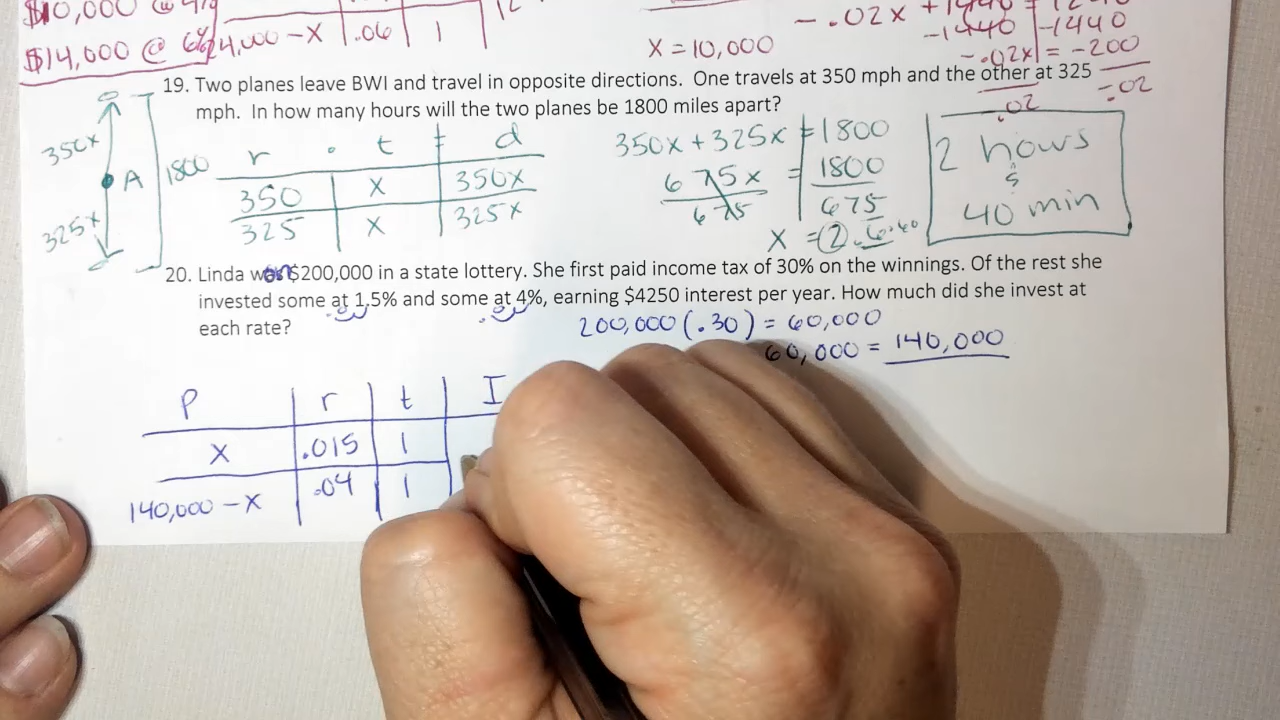 $10,000 @ 4%
$14,000 @ 6%
24,000 - X | .06 | 1
X = 10,000
- .02x + 1440 = 1240
-1440 | -1440
-.02x = -200
.02 -.02
19. Two planes leave BWI and travel in opposite directions. One travels at 350 mph and the other at 325
mph. In how many hours will the two planes be 1800 miles apart?
350x
A
325x
1800
r • t = d
350 | X | 350X
325 | X | 325X
350x + 325x = 1800
675x = 1800
675 675
X = 2.6
2 hours
&
40 min
20. Linda won $200,000 in a state lottery. She first paid income tax of 30% on the winnings. Of the rest she
invested some at 1.5% and some at 4%, earning $4250 interest per year. How much did she invest at
each rate?
200,000 (.30) = 60,000
60,000 = 140,000
P | r | t | I
X | .015 | 1
140,000 - X | .04 | 1